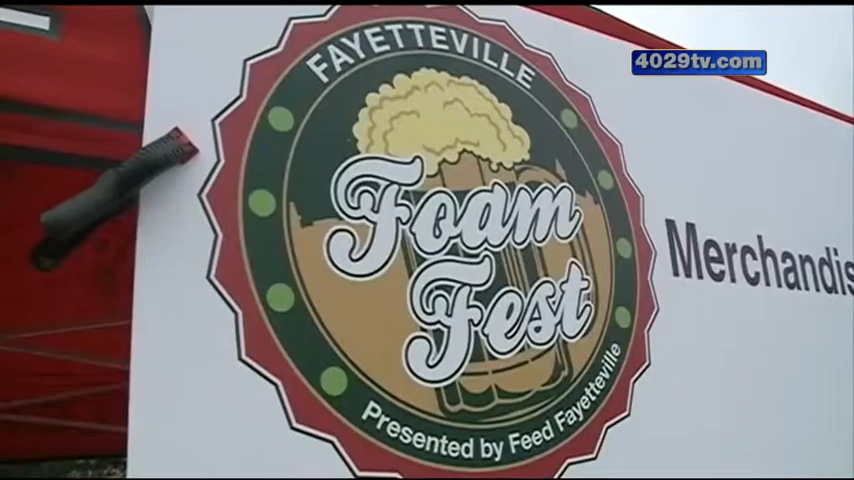 4029tv.com
FAYETTEVILLE
Foam
Fest
Presented by Feed Fayetteville
Merchandis